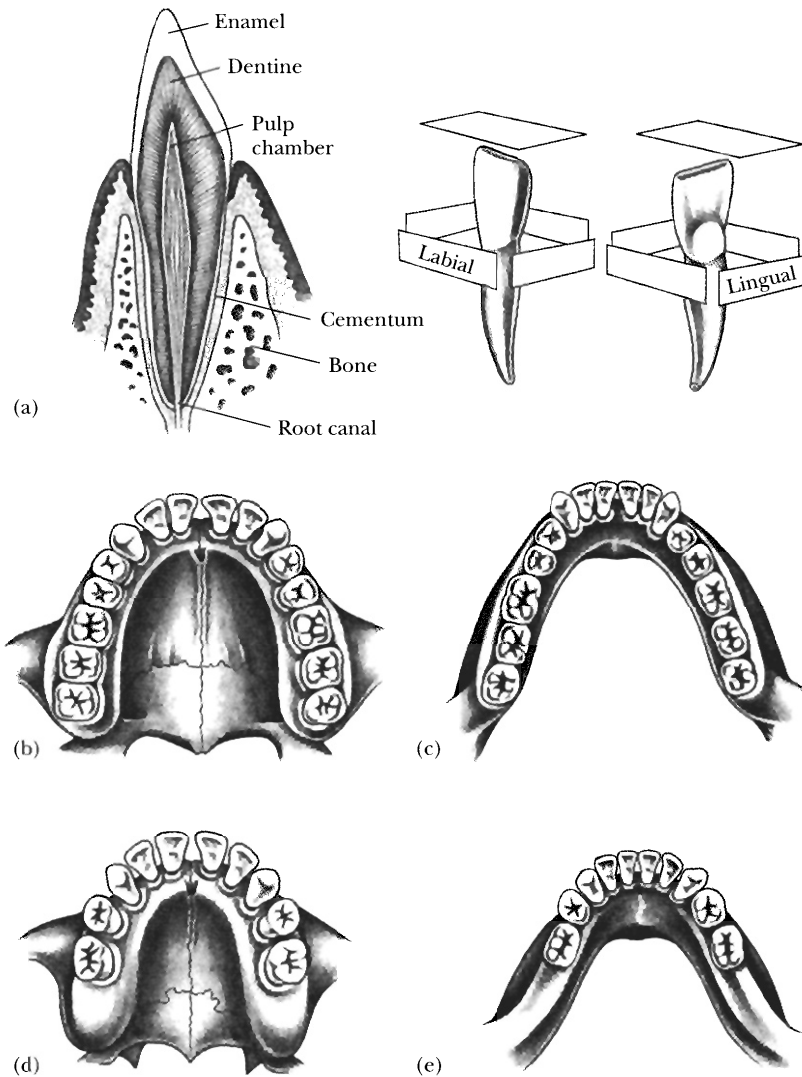 Enamel
Dentine
Pulp
chamber
Cementum
Bone
Root canal
(a)
Labial
Lingual
(b)
(c)
(d)
(e)